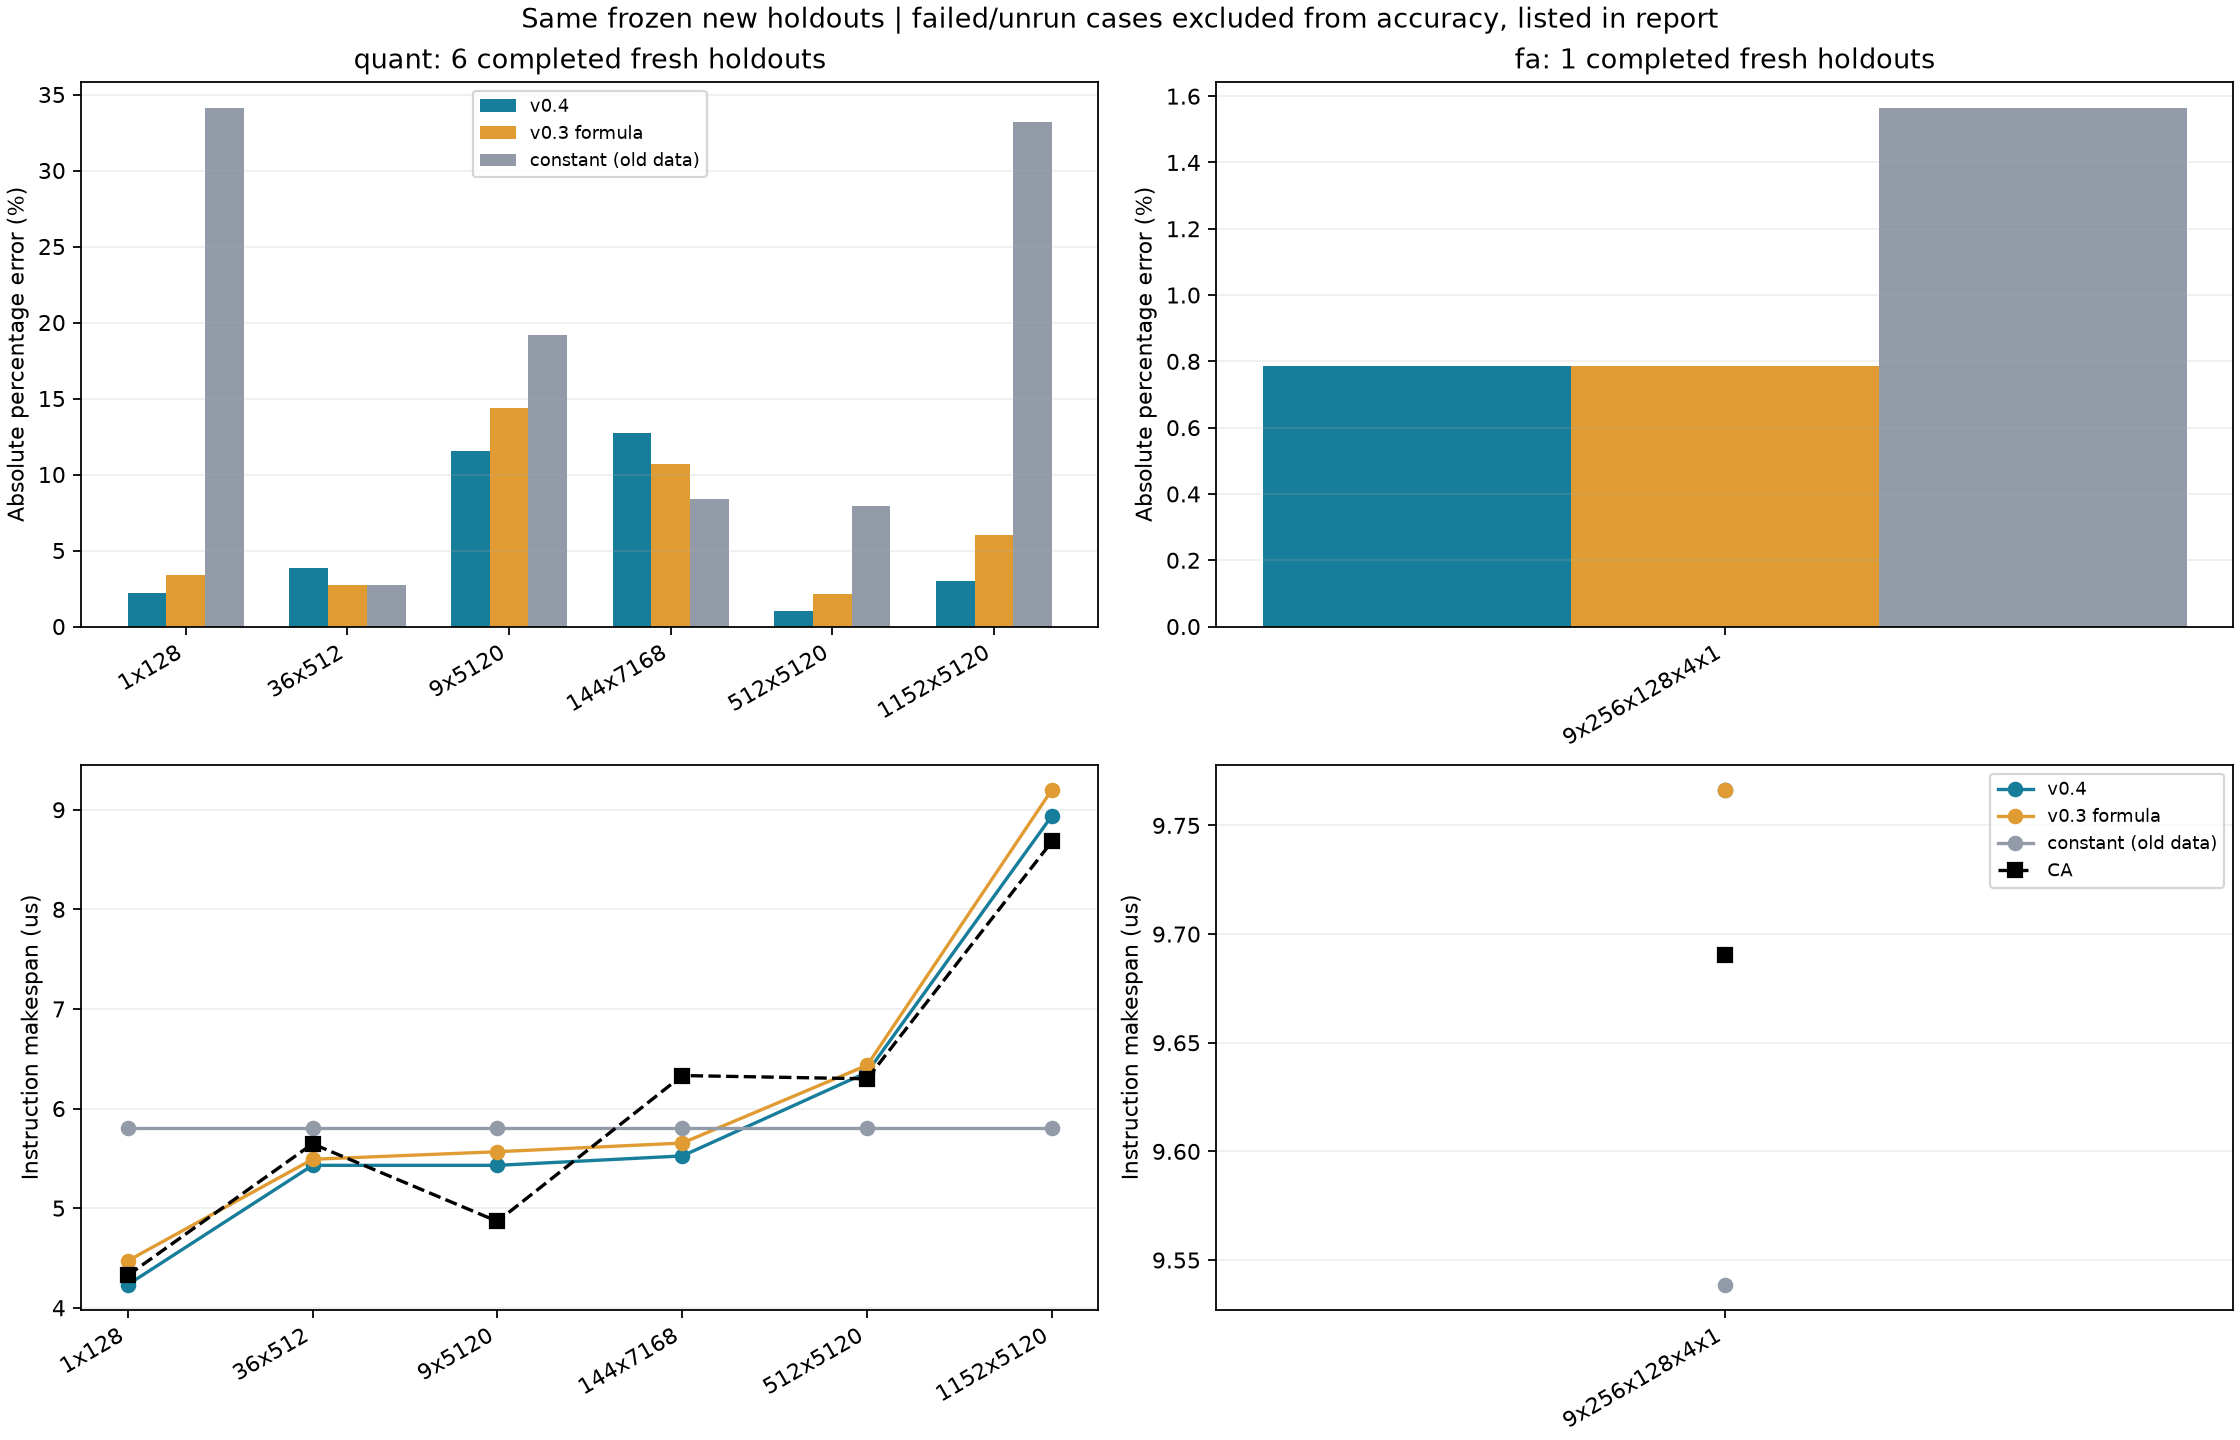 Same frozen new holdouts | failed/unrun cases excluded from accuracy, listed in report
quant: 6 completed fresh holdouts
Absolute percentage error (%)
35
30
25
20
15
10
5
0
v0.4
v0.3 formula
constant (old data)
1x128
36x512
9x5120
144x7168
512x5120
1152x5120
fa: 1 completed fresh holdouts
Absolute percentage error (%)
1.6
1.4
1.2
1.0
0.8
0.6
0.4
0.2
0.0
9x256x128x4x1
Instruction makespan (us)
9
8
7
6
5
4
1x128
36x512
9x5120
144x7168
512x5120
1152x5120
Instruction makespan (us)
9.75
9.70
9.65
9.60
9.55
v0.4
v0.3 formula
constant (old data)
CA
9x256x128x4x1